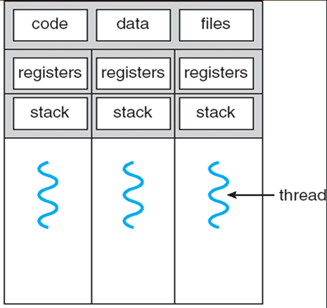 code data files
registers registers registers
stack stack stack
thread